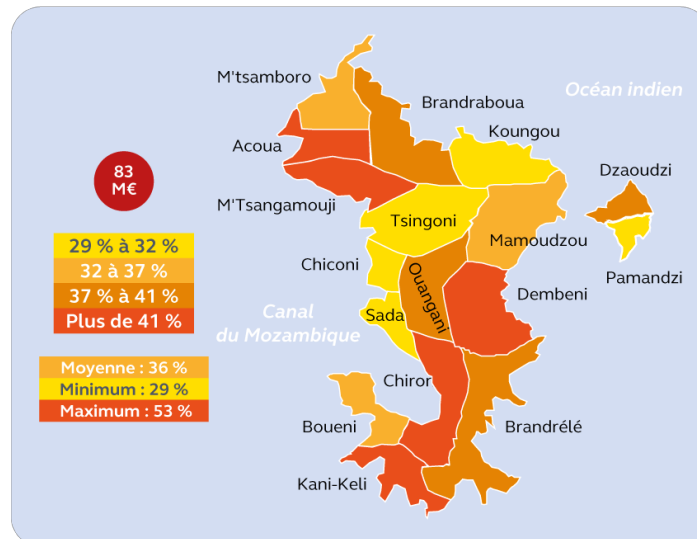 M'tsamboro
Brandraboua
Océan indien
Koungou
Acoua
Dzaoudzi
83
M€
M'Tsangamouji
Tsingoni
Mamoudzou
29 % à 32 %
32 à 37 %
37 % à 41 %
Plus de 41 %
Chiconi
Ouangani
Pamandzi
Dembeni
Canal
du Mozambique
Sada
Moyenne : 36 %
Minimum : 29 %
Maximum : 53 %
Chiror
Boueni
Brandrélé
Kani-Keli